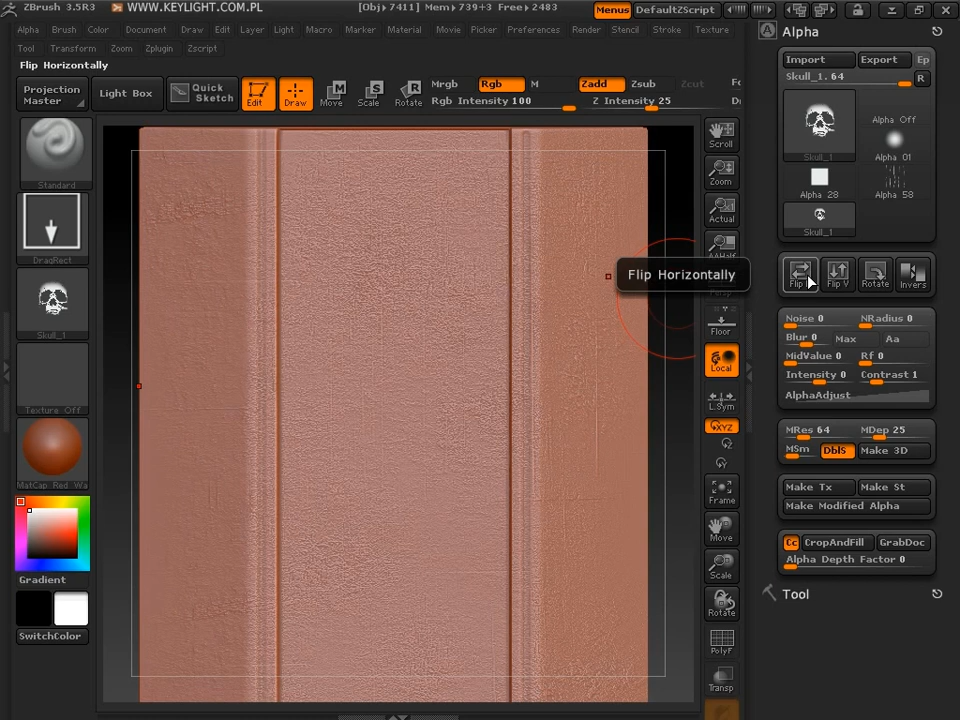 ZBrush 3.5R3
WWW.KEYLIGHT.COM.PL
[Obj▸7411] Mem▸739+3 Free▸2483
Menus
DefaultZScript
Alpha Brush Color Document Draw Edit Layer Light Macro Marker Material Movie Picker Preferences Render Stencil Stroke Texture
Tool Transform Zoom Zplugin Zscript
Flip Horizontally
Projection
Master
Light Box
Quick
Sketch
Edit
Draw
Move
Scale
Rotate
Mrgb Rgb M Zadd Zsub Zcut
Rgb Intensity 100 Z Intensity 25
Standard
DragRect
Skull_1
Texture Off
MatCap Red Wa
Gradient
SwitchColor
Flip Horizontally
Scroll
Zoom
Actual
AAHalf
Persp
Floor
Local
L.Sym
XYZ
Frame
Move
Scale
Rotate
PolyF
Transp
Alpha
Import Export Ep
Skull_1. 64 R
Skull_1
Alpha Off
Alpha 01
Alpha 28
Alpha 58
Skull_1
Flip
Flip V
Rotate
Invers
Noise 0 NRadius 0
Blur 0 Max Aa
MidValue 0 Rf 0
Intensity 0 Contrast 1
AlphaAdjust
MRes 64 MDep 25
MSm DblS Make 3D
Make Tx Make St
Make Modified Alpha
Cc CropAndFill GrabDoc
Alpha Depth Factor 0
Tool